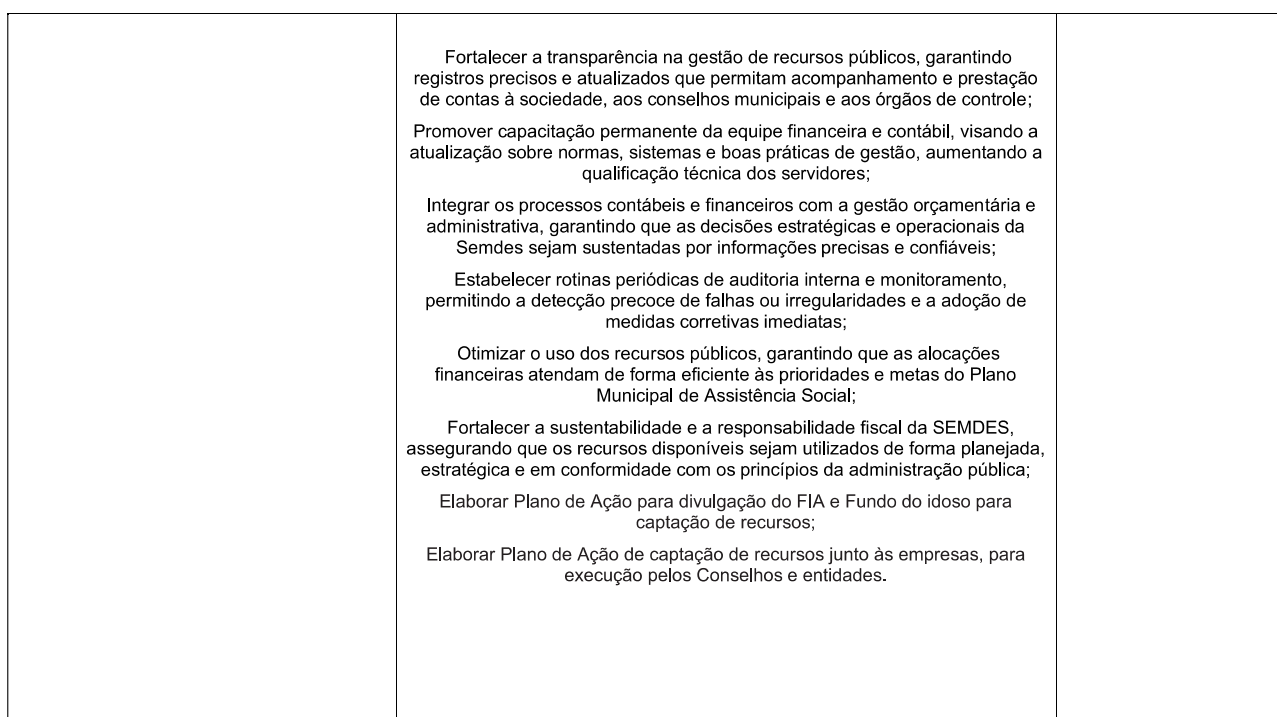 Fortalecer a transparência na gestão de recursos públicos, garantindo
registros precisos e atualizados que permitam acompanhamento e prestação
de contas à sociedade, aos conselhos municipais e aos órgãos de controle;
Promover capacitação permanente da equipe financeira e contábil, visando a
atualização sobre normas, sistemas e boas práticas de gestão, aumentando a
qualificação técnica dos servidores;
Integrar os processos contábeis e financeiros com a gestão orçamentária e
administrativa, garantindo que as decisões estratégicas e operacionais da
Semdes sejam sustentadas por informações precisas e confiáveis;
Estabelecer rotinas periódicas de auditoria interna e monitoramento,
permitindo a detecção precoce de falhas ou irregularidades e a adoção de
medidas corretivas imediatas;
Otimizar o uso dos recursos públicos, garantindo que as alocações
financeiras atendam de forma eficiente às prioridades e metas do Plano
Municipal de Assistência Social;
Fortalecer a sustentabilidade e a responsabilidade fiscal da SEMDES,
assegurando que os recursos disponíveis sejam utilizados de forma planejada,
estratégica e em conformidade com os princípios da administração pública;
Elaborar Plano de Ação para divulgação do FIA e Fundo do idoso para
captação de recursos;
Elaborar Plano de Ação de captação de recursos junto às empresas, para
execução pelos Conselhos e entidades.